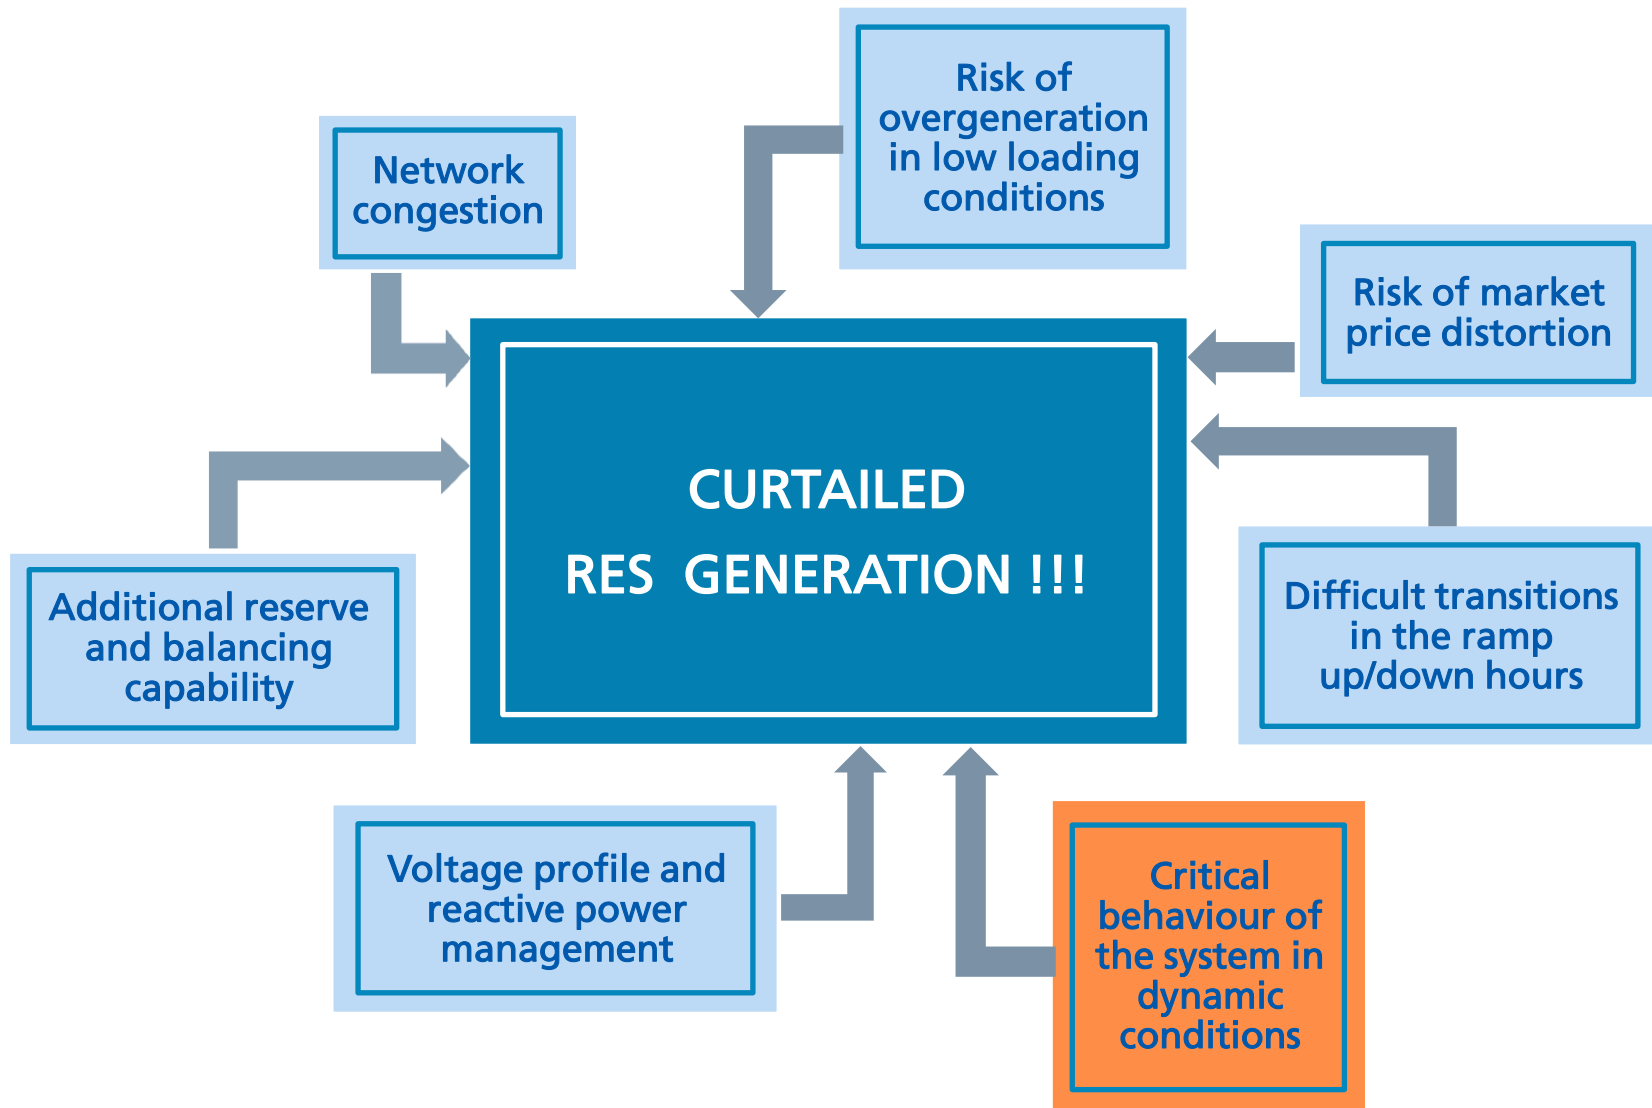 Risk of
overgeneration
in low loading
conditions
Network
congestion
Risk of market
price distortion
CURTAILED
RES GENERATION !!!
Additional reserve
and balancing
capability
Difficult transitions
in the ramp
up/down hours
Voltage profile and
reactive power
management
Critical
behaviour of
the system in
dynamic
conditions